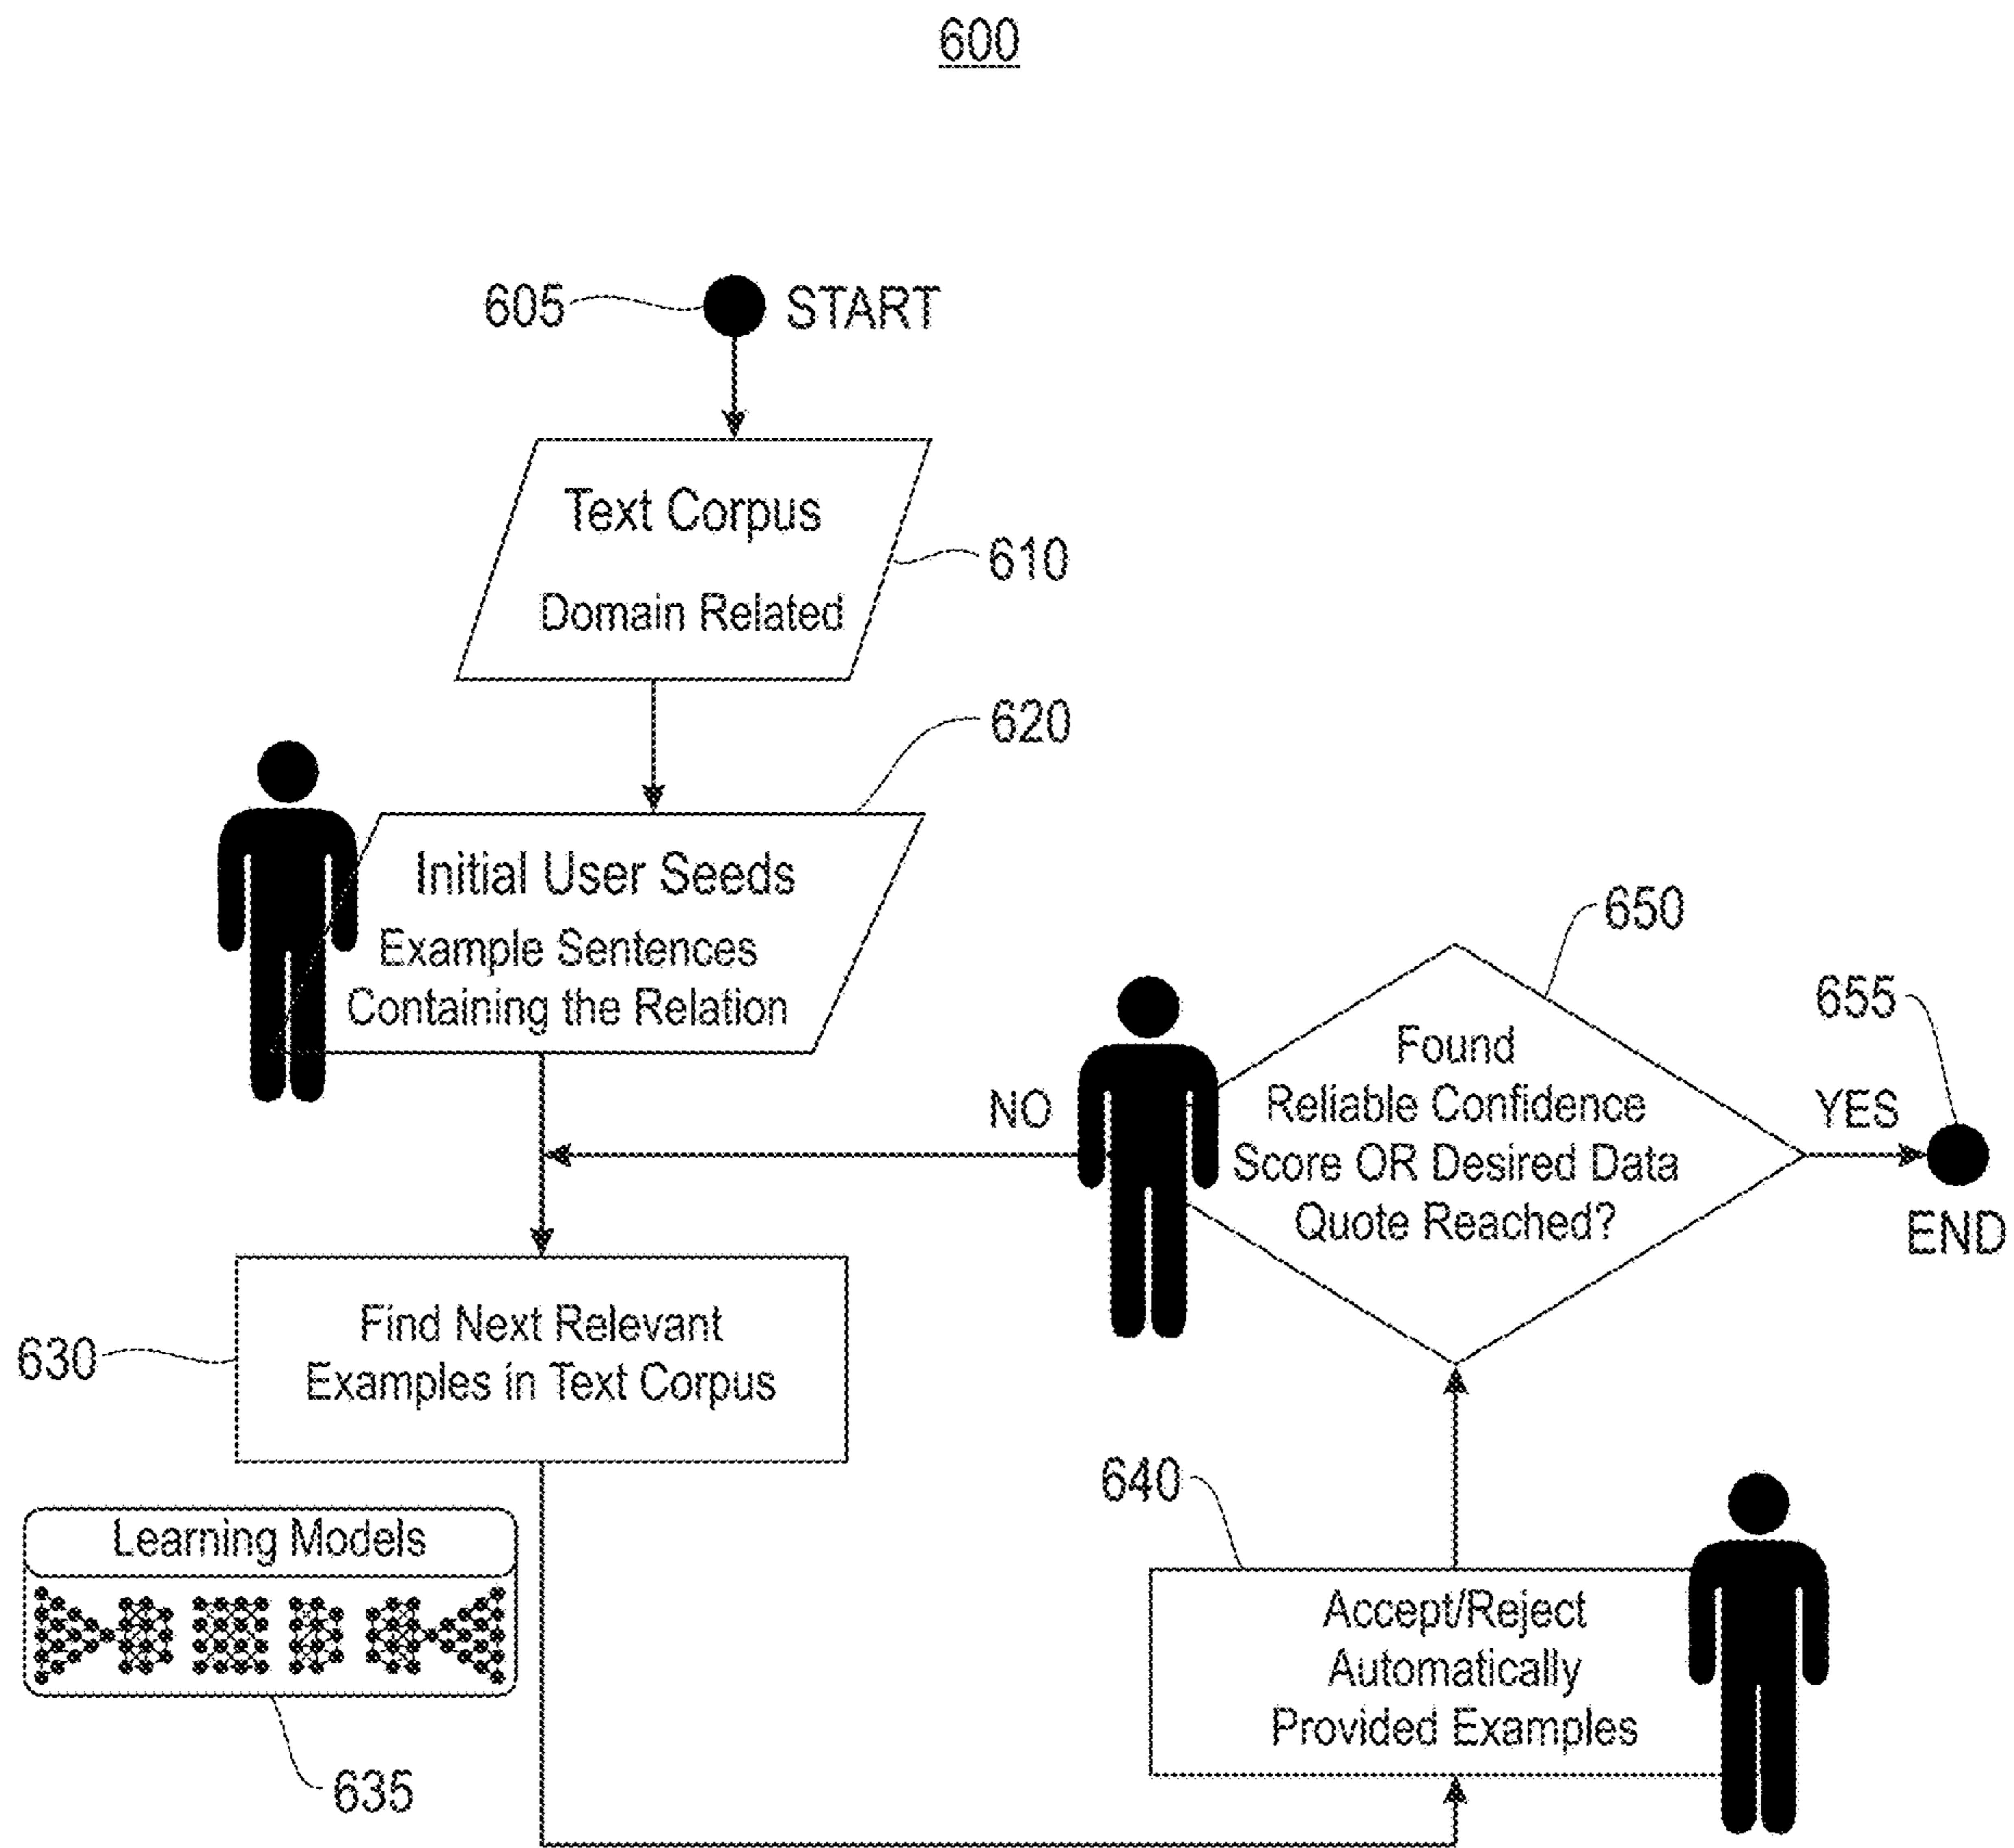 600
605
START
Text Corpus
Domain Related
610
620
Initial User Seeds
Example Sentences
Containing the Relation
650
655
Found
Reliable Confidence
Score OR Desired Data
Quote Reached?
NO
YES
END
630
Find Next Relevant
Examples in Text Corpus
640
Learning Models
635
Accept/Reject
Automatically
Provided Examples